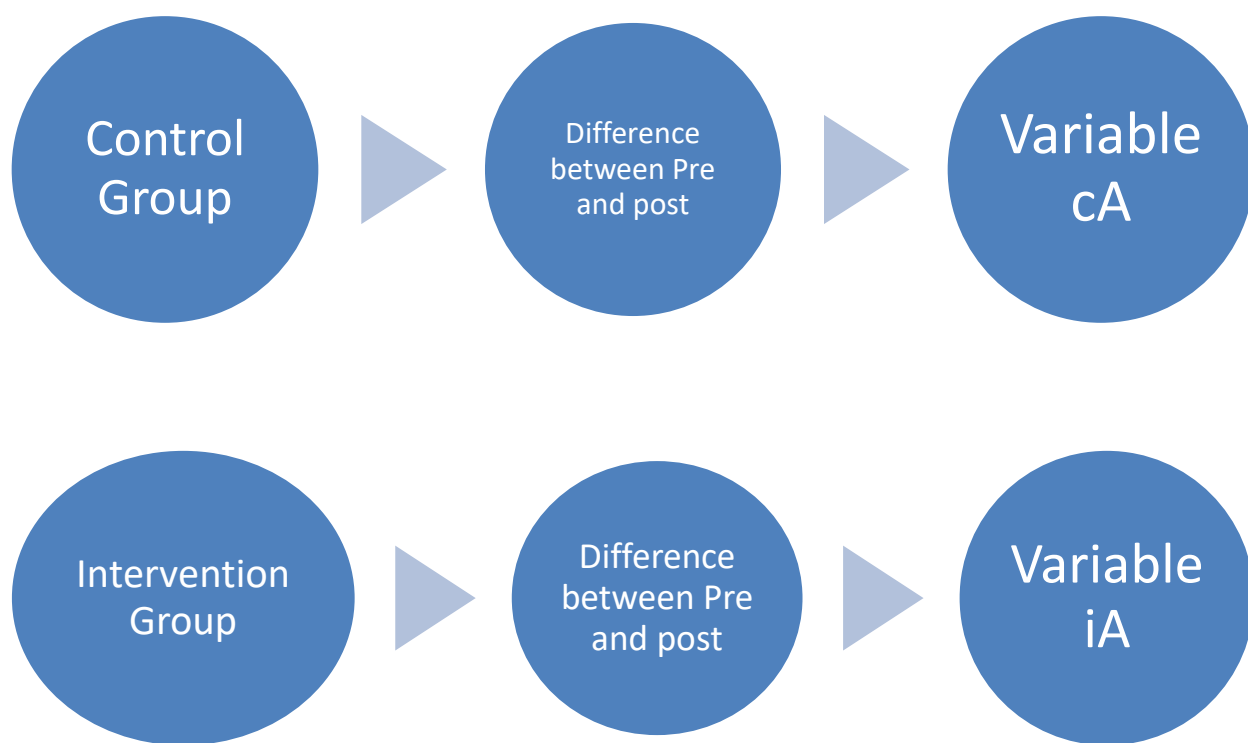 Control
Group
Difference
between Pre
and post
Variable
cA
Intervention
Group
Difference
between Pre
and post
Variable
iA